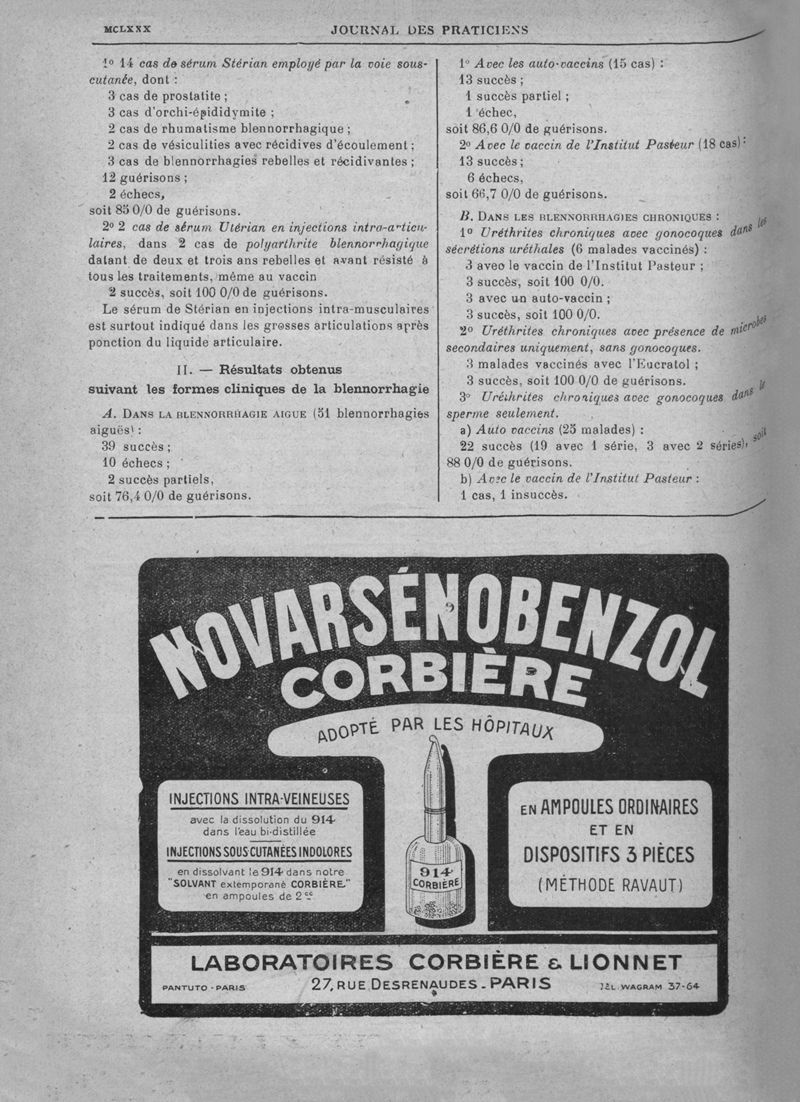 MCLXXX
JOURNAL DES PRATICIENS
1º 14 cas de sérum Stérian employé par la voie sous-
cutanée, dont :
3 cas de prostatite ;
3 cas d'orchi-épididymite ;
2 cas de rhumatisme blennorrhagique ;
2 cas de vésiculities avec récidives d'écoulement ;
3 cas de blennorrhagies rebelles et récidivantes ;
12 guérisons ;
2 échecs,
soit 85 0/0 de guérisons.
2º 2 cas de sérum Utérian en injections intra-articu-
laires, dans 2 cas de polyarthrite blennorrhagique
datant de deux et trois ans rebelles et avant résisté à
tous les traitements, même au vaccin
2 succès, soit 100 0/0 de guérisons.
Le sérum de Stérian en injections intra-musculaires
est surtout indiqué dans les grosses articulations après
ponction du liquide articulaire.
II. — Résultats obtenus
suivant les formes cliniques de la blennorrhagie
A. DANS LA BLENNORRHAGIE AIGUE (51 blennorrhagies
aiguës) :
39 succès ;
10 échecs ;
2 succès partiels,
soit 76,4 0/0 de guérisons.
1º Avec les auto-vaccins (15 cas) :
13 succès ;
1 succès partiel ;
1 échec,
soit 86,6 0/0 de guérisons.
2º Avec le vaccin de l'Institut Pasteur (18 cas) :
13 succès ;
6 échecs,
soit 66,7 0/0 de guérisons.
B. DANS LES BLENNORRHAGIES CHRONIQUES :
1º Uréthrites chroniques avec gonocoques dans les
sécrétions uréthales (6 malades vaccinés) :
3 avec le vaccin de l'Institut Pasteur ;
3 succès, soit 100 0/0.
3 avec un auto-vaccin ;
3 succès, soit 100 0/0.
2º Uréthrites chroniques avec présence de microbes
secondaires uniquement, sans gonocoques.
3 malades vaccinés avec l'Eucratol ;
3 succès, soit 100 0/0 de guérisons.
3º Uréthrites chroniques avec gonocoques dans le
sperme seulement.
a) Auto vaccins (25 malades) :
22 succès (19 avec 1 série, 3 avec 2 séries), soit
88 0/0 de guérisons.
b) Avec le vaccin de l'Institut Pasteur :
1 cas, 1 insuccès.
NOVARSÉNOBENZOL
CORBIÈRE
ADOPTÉ PAR LES HÔPITAUX
INJECTIONS INTRA-VEINEUSES
avec la dissolution du 914
dans l'eau bi-distillée
INJECTIONS SOUS CUTANÉES INDOLORES
en dissolvant le 914 dans notre
"SOLVANT extemporané CORBIÈRE"
en ampoules de 2cc
914
CORBIÈRE
EN AMPOULES ORDINAIRES
ET EN
DISPOSITIFS 3 PIÈCES
(MÉTHODE RAVAUT)
LABORATOIRES CORBIÈRE & LIONNET
PANTUTO - PARIS
27, RUE DESRENAUDES - PARIS
TÉL. WAGRAM 37-64